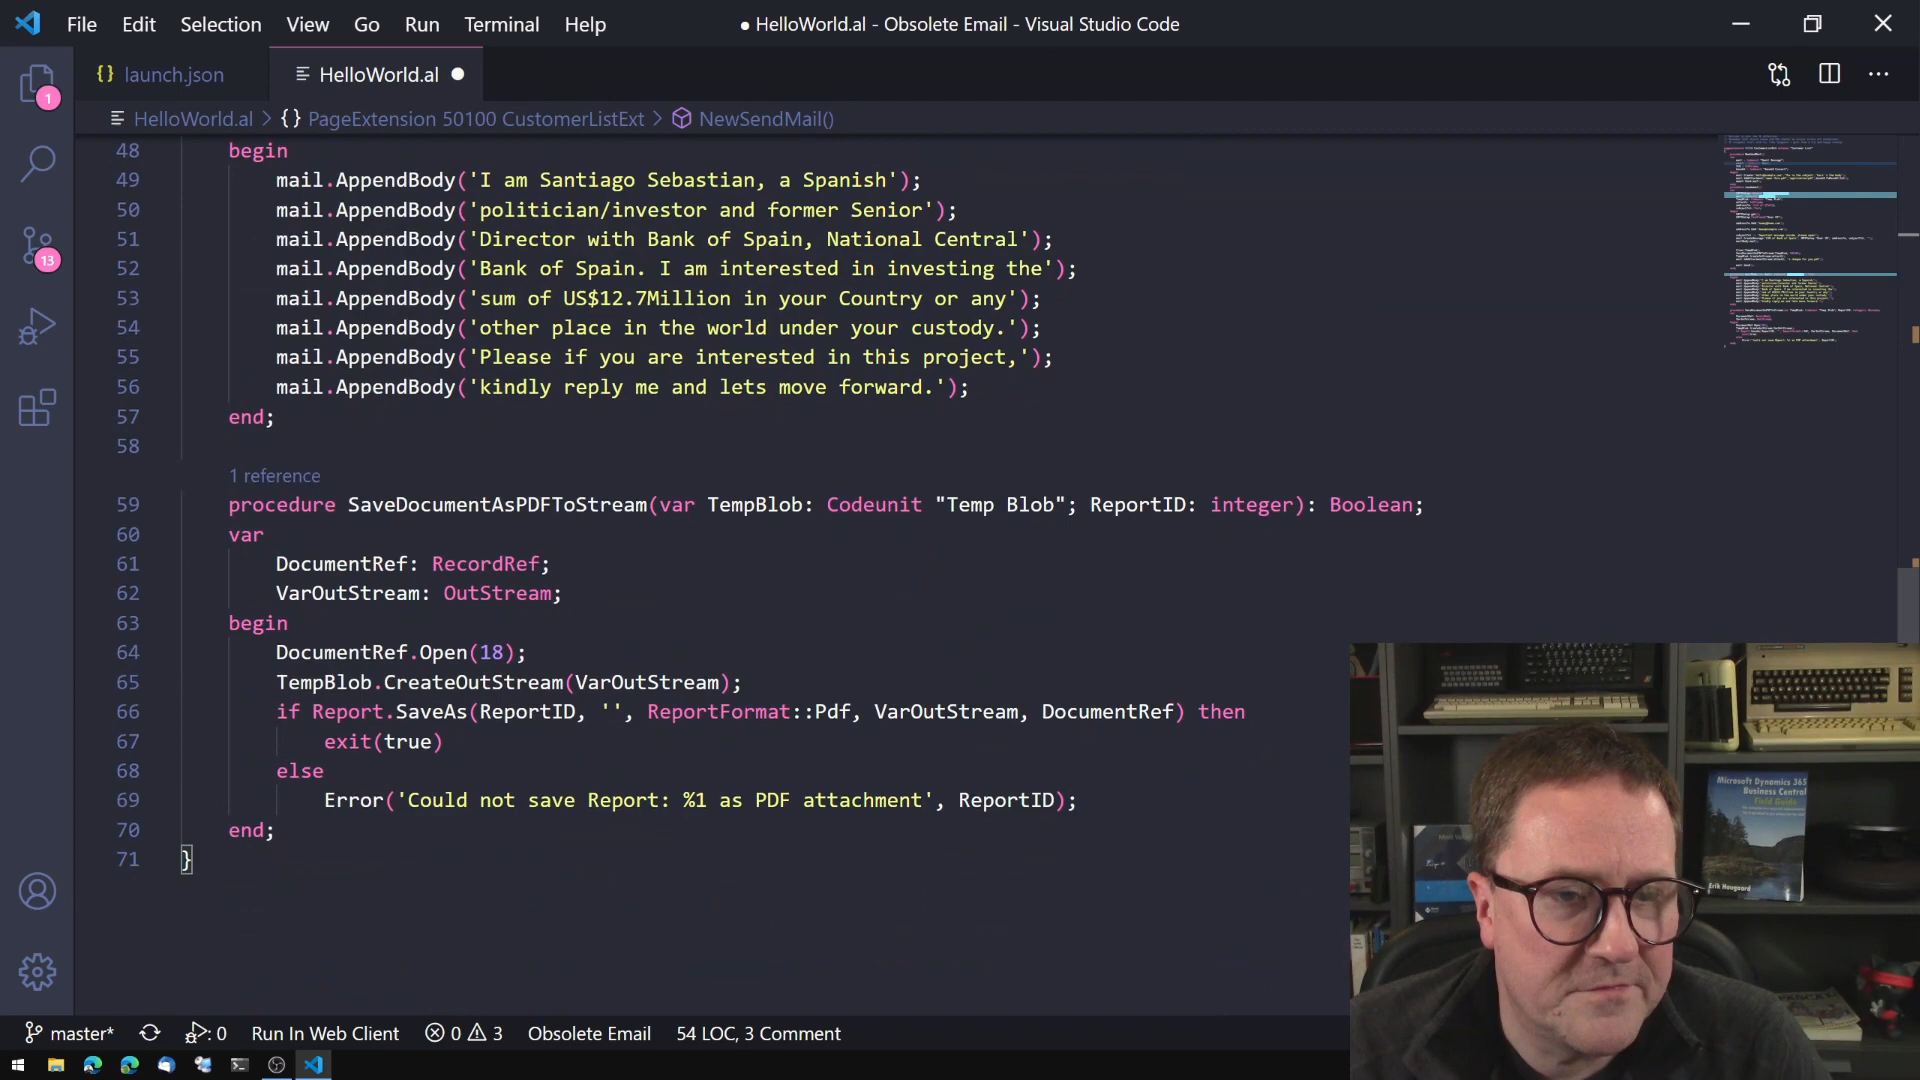 File Edit Selection View Go Run Terminal Help
● HelloWorld.al - Obsolete Email - Visual Studio Code
{} launch.json
HelloWorld.al
HelloWorld.al > {} PageExtension 50100 CustomerListExt > NewSendMail()
1
13
48 begin
49 mail.AppendBody('I am Santiago Sebastian, a Spanish');
50 mail.AppendBody('politician/investor and former Senior');
51 mail.AppendBody('Director with Bank of Spain, National Central');
52 mail.AppendBody('Bank of Spain. I am interested in investing the');
53 mail.AppendBody('sum of US$12.7Million in your Country or any');
54 mail.AppendBody('other place in the world under your custody.');
55 mail.AppendBody('Please if you are interested in this project,');
56 mail.AppendBody('kindly reply me and lets move forward.');
57 end;
58
1 reference
59 procedure SaveDocumentAsPDFToStream(var TempBlob: Codeunit "Temp Blob"; ReportID: integer): Boolean;
60 var
61 DocumentRef: RecordRef;
62 VarOutStream: OutStream;
63 begin
64 DocumentRef.Open(18);
65 TempBlob.CreateOutStream(VarOutStream);
66 if Report.SaveAs(ReportID, '', ReportFormat::Pdf, VarOutStream, DocumentRef) then
67 exit(true)
68 else
69 Error('Could not save Report: %1 as PDF attachment', ReportID);
70 end;
71 }
Microsoft Dynamics 365
Business Central
Field Guide
Erik Hougaard
master* 0 Run In Web Client 0 3 Obsolete Email 54 LOC, 3 Comment